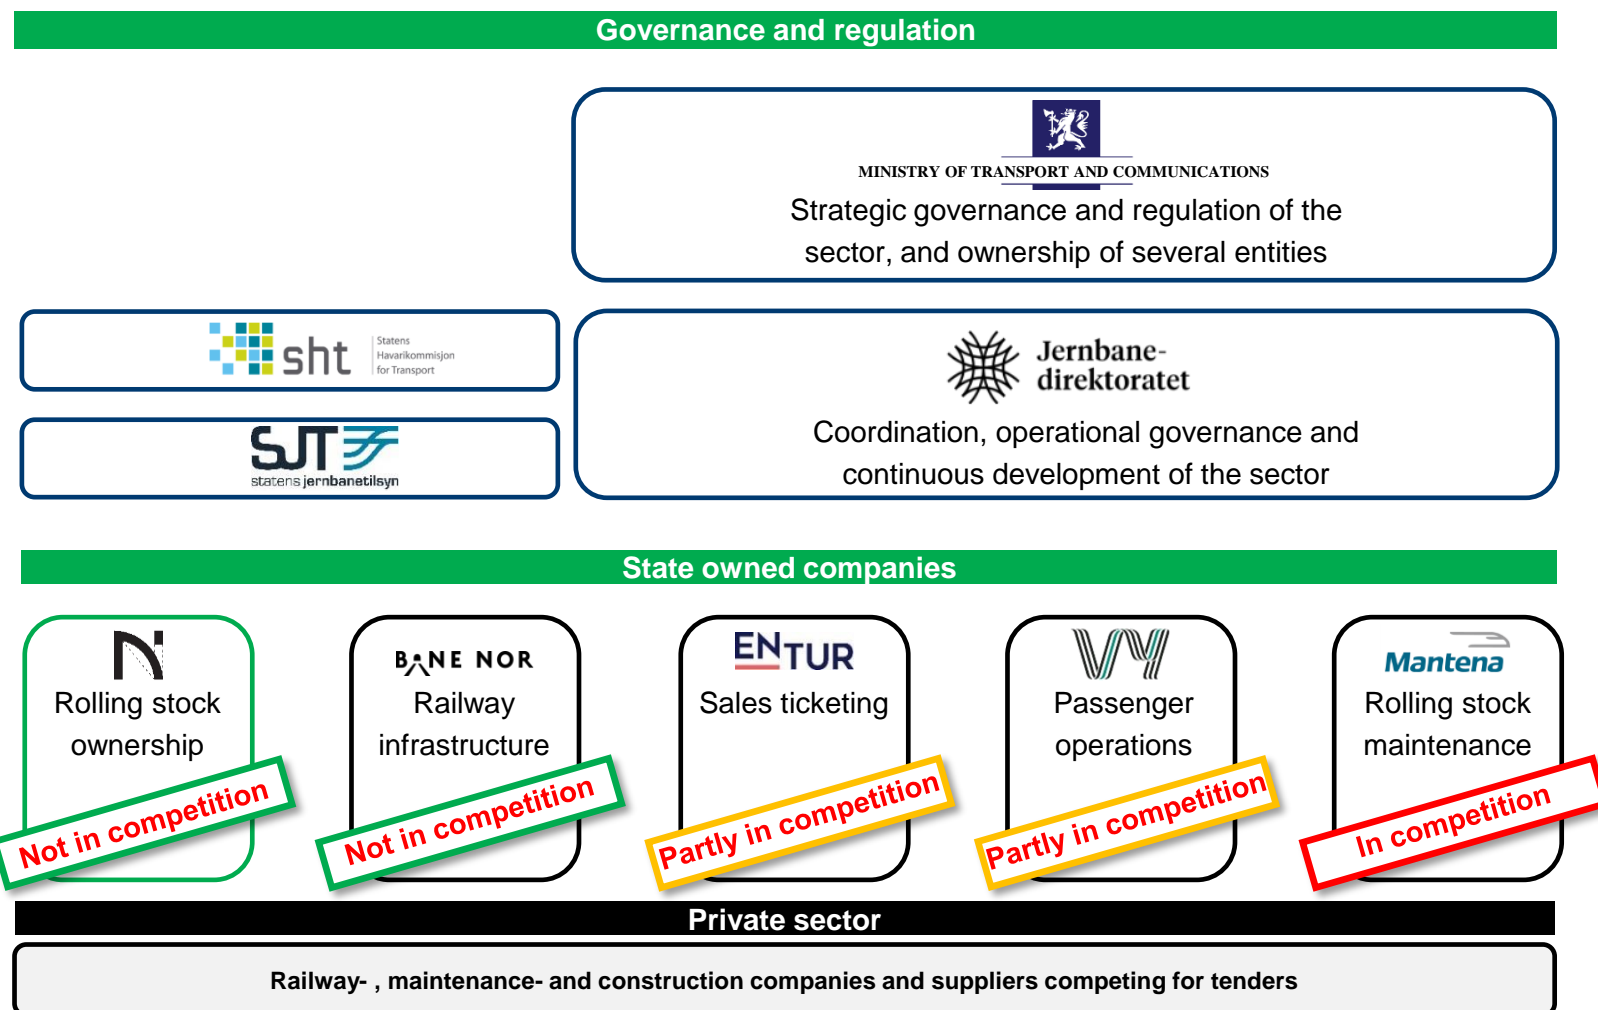 Governance and regulation
MINISTRY OF TRANSPORT AND COMMUNICATIONS
Strategic governance and regulation of the
sector, and ownership of several entities
sht
Statens
Havarikommisjon
for Transport
Jernbane-
direktoratet
Coordination, operational governance and
continuous development of the sector
SJT
statens jernbanetilsyn
State owned companies
N
Rolling stock
ownership
Not in competition
BANE NOR
Railway
infrastructure
Not in competition
ENTUR
Sales ticketing
Partly in competition
VY
Passenger
operations
Partly in competition
Mantena
Rolling stock
maintenance
In competition
Private sector
Railway- , maintenance- and construction companies and suppliers competing for tenders